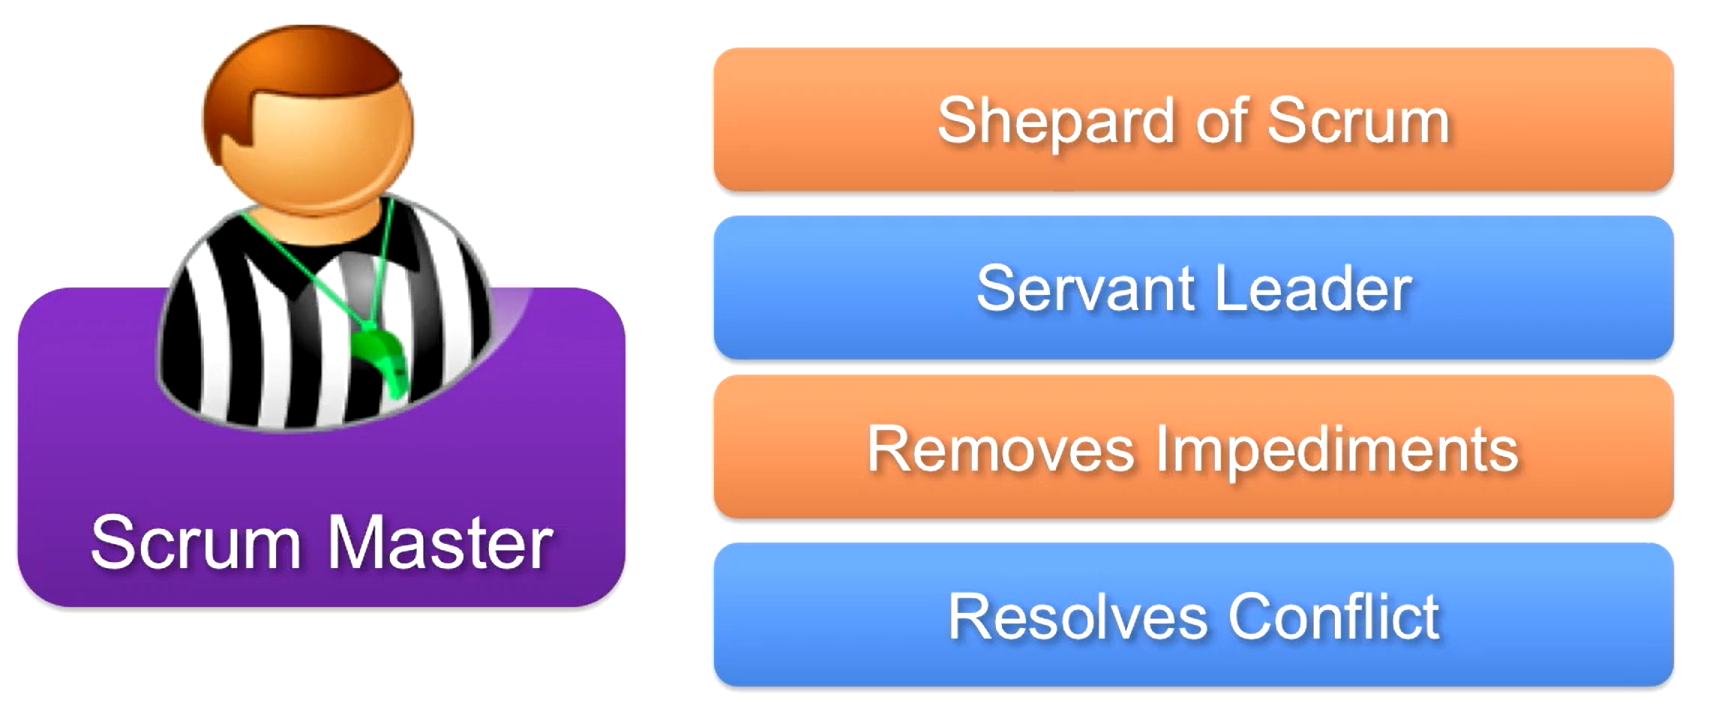 Scrum Master
Shepard of Scrum
Servant Leader
Removes Impediments
Resolves Conflict